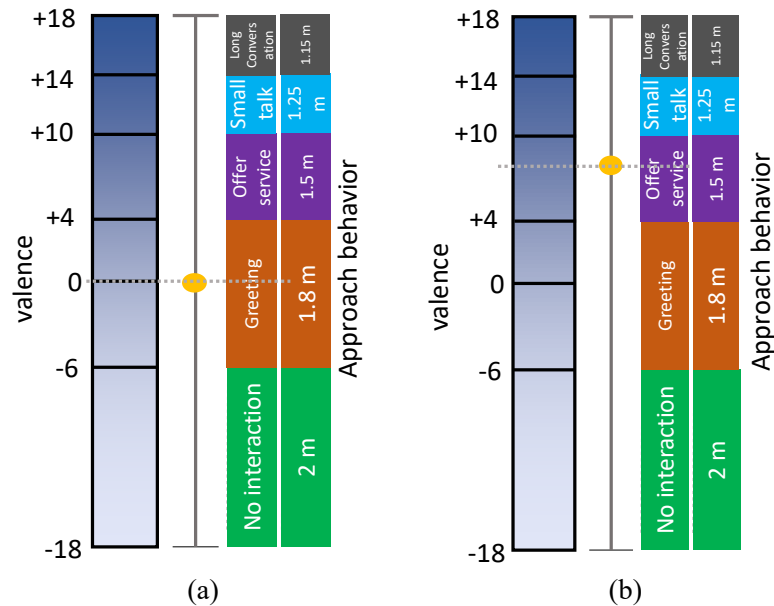 +18
+14
+10
+4
0
-6
-18
valence
Long
Convers
ation
1.15 m
Small
talk
1.25
m
Offer
service
1.5 m
Greeting
1.8 m
No interaction
2 m
Approach behavior
(a)
+18
+14
+10
+4
0
-6
-18
valence
Long
Convers
ation
1.15 m
Small
talk
1.25
m
Offer
service
1.5 m
Greeting
1.8 m
No interaction
2 m
Approach behavior
(b)